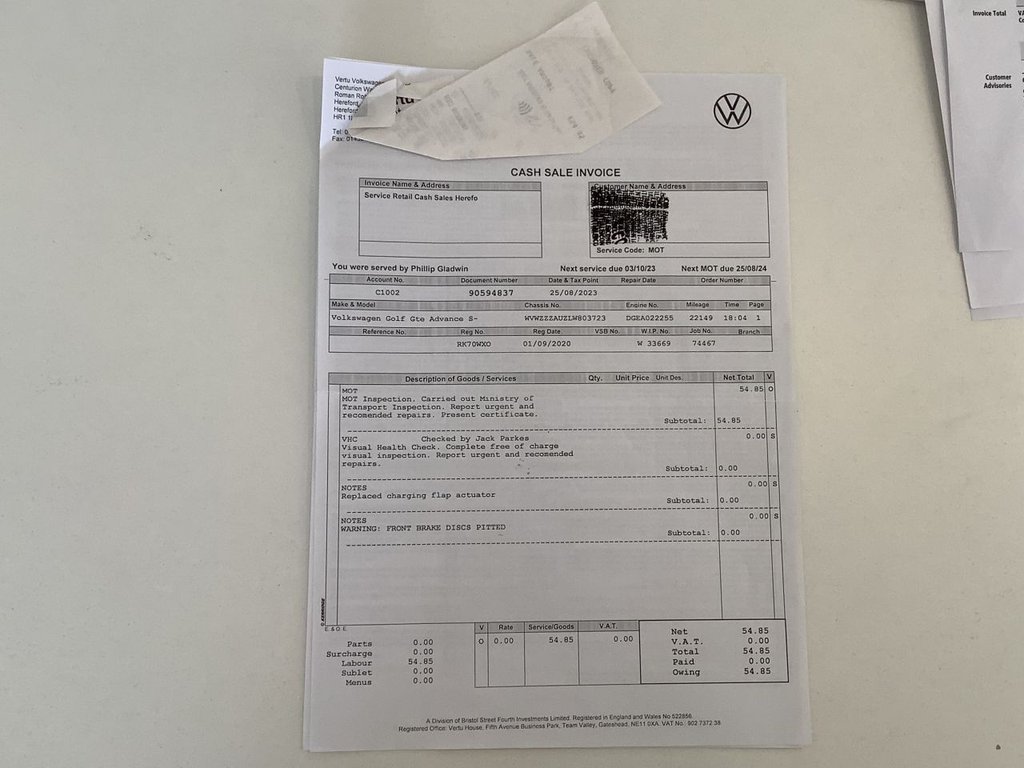 Vertu Volkswage
Centurion Wa
Roman Ro
Hereford
Hereford
HR1 1
Tel: 0
Fax: 014
Invoice Total
Customer
Advisories
CASH SALE INVOICE
Invoice Name & Address
Customer Name & Address
Service Retail Cash Sales Herefo
Service Code: MOT
You were served by Phillip Gladwin Next service due 03/10/23 Next MOT due 25/08/24
Account No. Document Number Date & Tax Point Repair Date Order Number
C1002 90594837 25/08/2023
Make & Model Chassis No. Engine No. Mileage Time Page
Volkswagen Golf Gte Advance S- WVWZZZAUZLW803723 DGEA022255 22149 18:04 1
Reference No. Reg No. Reg Date. VSB No. W.I.P. No. Job No. Branch
RK70WXO 01/09/2020 W 33669 74467
Description of Goods / Services Qty. Unit Price Unit Des. Net Total V
MOT 54.85 O
MOT Inspection. Carried out Ministry of
Transport Inspection. Report urgent and
recomended repairs. Present certificate.
Subtotal: 54.85
VHC Checked by Jack Parkes 0.00 S
Visual Health Check. Complete free of charge
visual inspection. Report urgent and recomended
repairs.
Subtotal: 0.00
NOTES 0.00 S
Replaced charging flap actuator
Subtotal: 0.00
NOTES 0.00 S
WARNING: FRONT BRAKE DISCS PITTED
Subtotal: 0.00
E. & O. E.
V Rate Service/Goods V.A.T.
O 0.00 54.85 0.00
Parts 0.00
Surcharge 0.00
Labour 54.85
Sublet 0.00
Menus 0.00
Net 54.85
V.A.T. 0.00
Total 54.85
Paid 0.00
Owing 54.85
A Division of Bristol Street Fourth Investments Limited. Registered in England and Wales No 522856.
Registered Office: Vertu House, Fifth Avenue Business Park, Team Valley, Gateshead. NE11 0XA. VAT No.: 902 7372 38